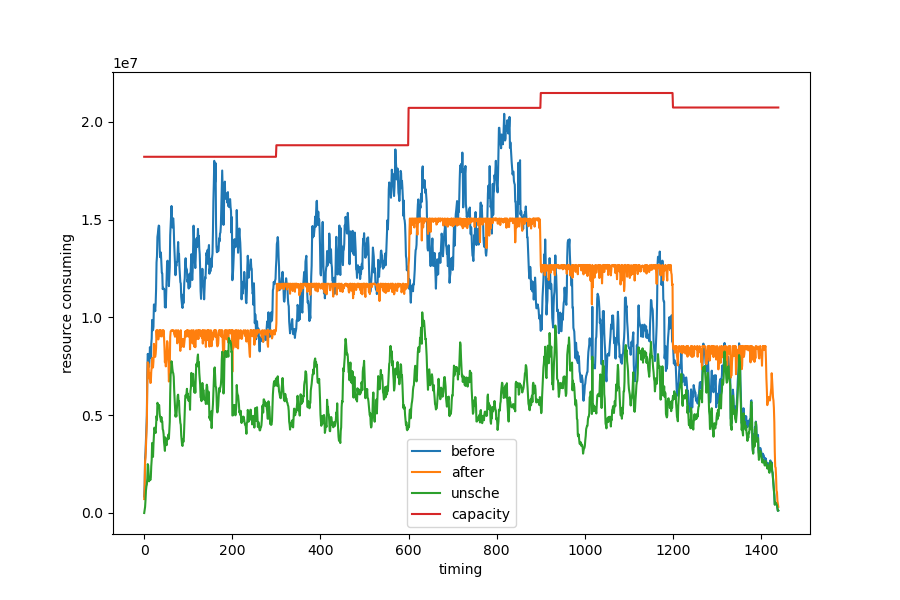 1e7
2.0
1.5
1.0
0.5
0.0
resource consuming
before
after
unsche
capacity
0 200 400 600 800 1000 1200 1400
timing